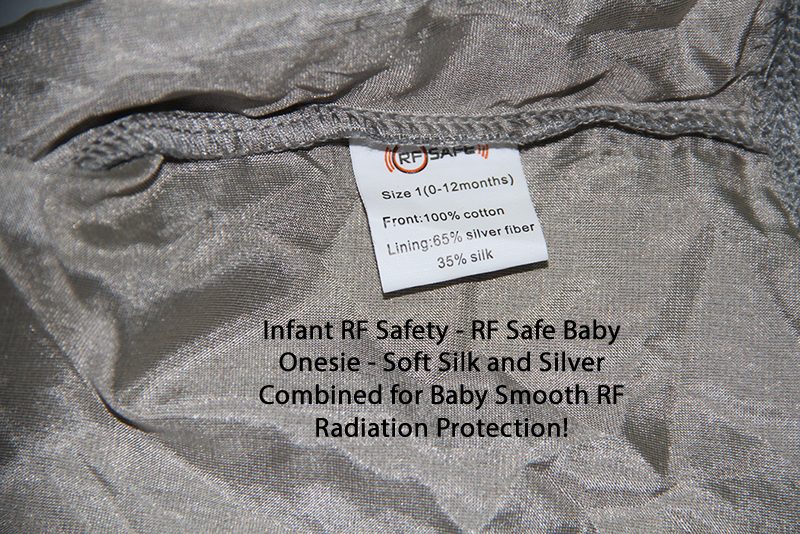 RF SAFE
Size 1(0-12months)
Front:100% cotton
Lining:65% silver fiber
35% silk
Infant RF Safety - RF Safe Baby
Onesie - Soft Silk and Silver
Combined for Baby Smooth RF
Radiation Protection!